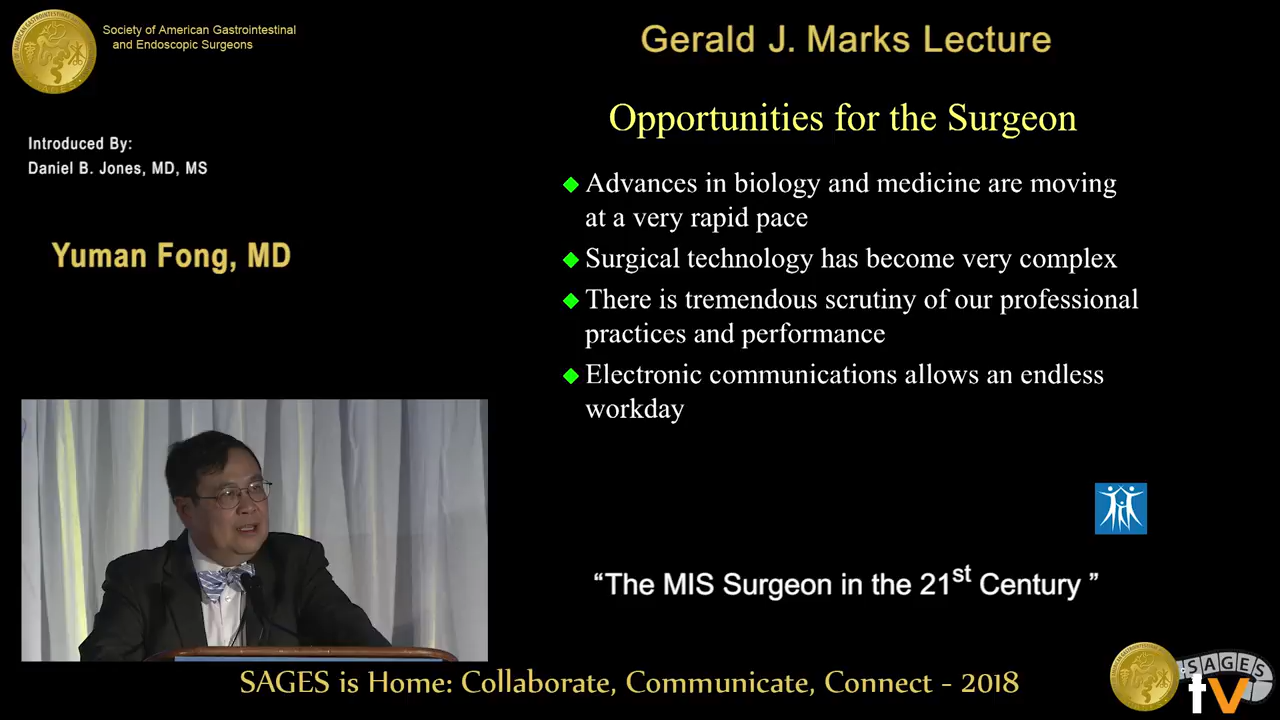 Society of American Gastrointestinal
and Endoscopic Surgeons
Gerald J. Marks Lecture
Introduced By:
Daniel B. Jones, MD, MS
Yuman Fong, MD
Opportunities for the Surgeon
Advances in biology and medicine are moving
at a very rapid pace
Surgical technology has become very complex
There is tremendous scrutiny of our professional
practices and performance
Electronic communications allows an endless
workday
“The MIS Surgeon in the 21st Century ”
SAGES is Home: Collaborate, Communicate, Connect - 2018
SAGES
tv